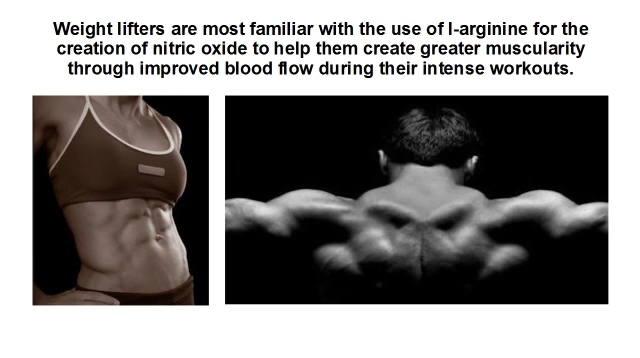 Weight lifters are most familiar with the use of l-arginine for the
creation of nitric oxide to help them create greater muscularity
through improved blood flow during their intense workouts.